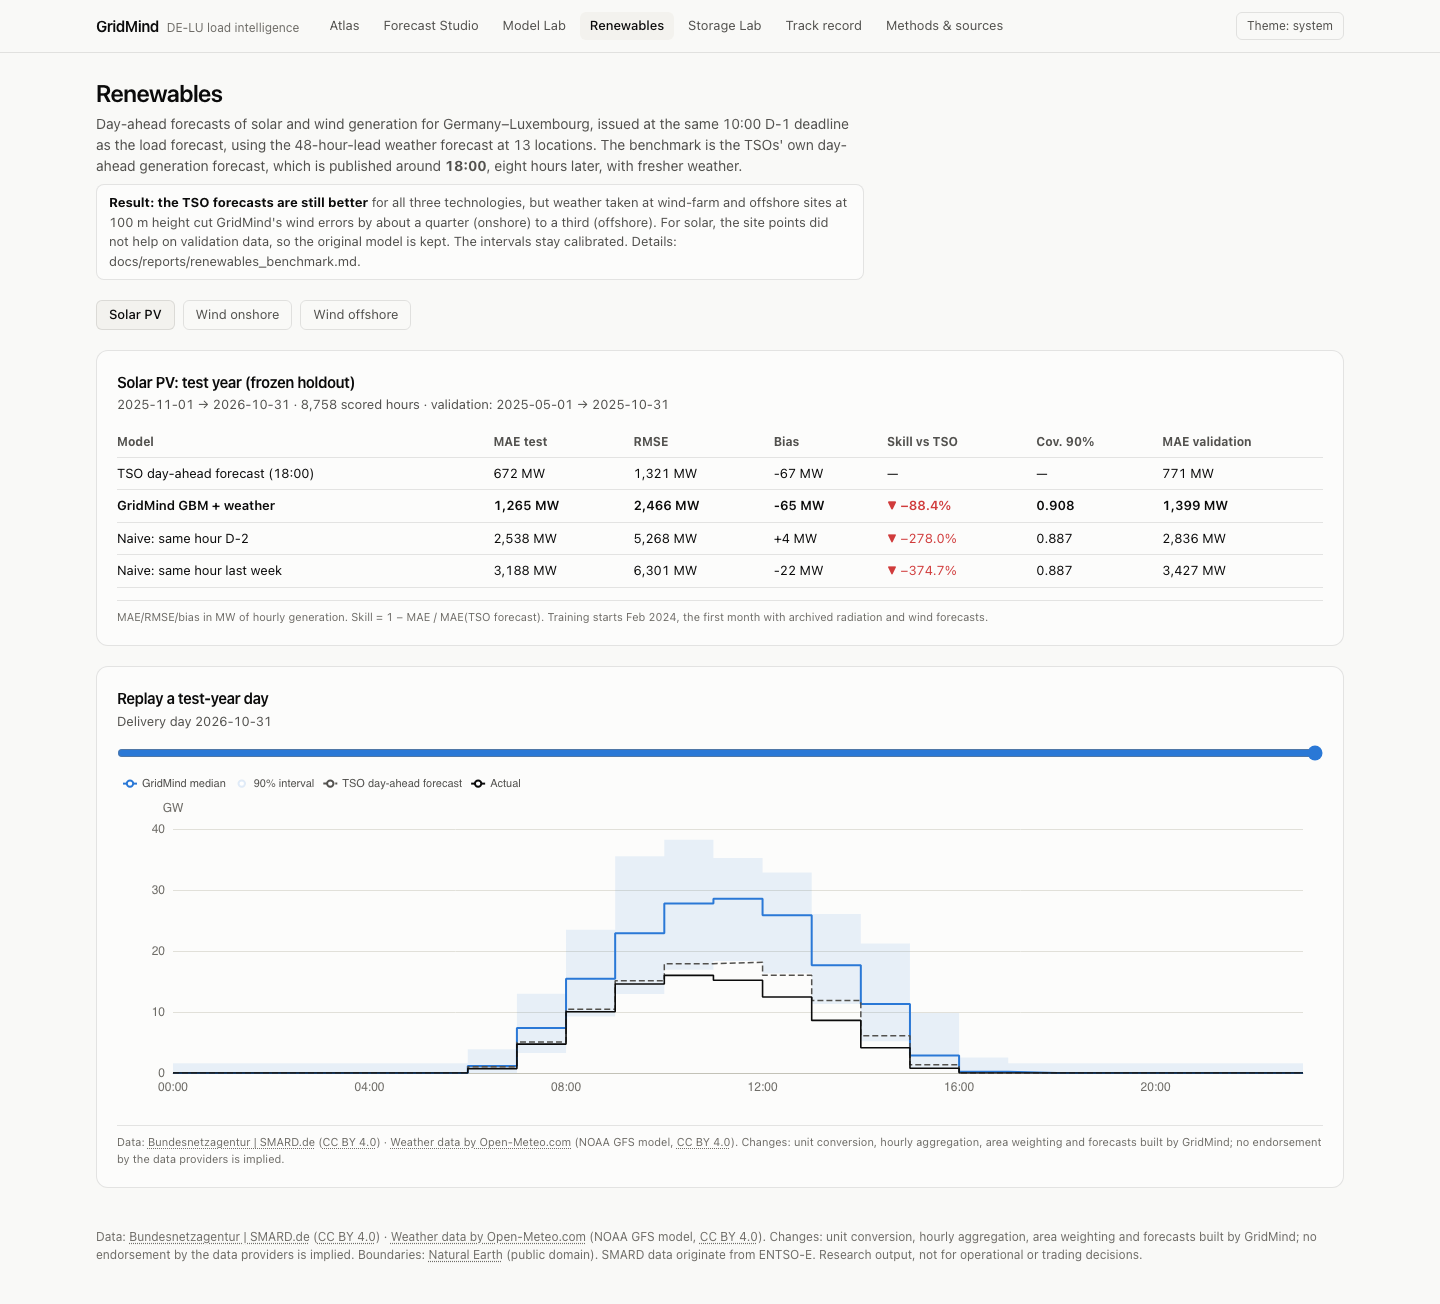 GridMind DE-LU load intelligence Atlas Forecast Studio Model Lab Renewables Storage Lab Track record Methods & sources Theme: system
Renewables
Day-ahead forecasts of solar and wind generation for Germany–Luxembourg, issued at the same 10:00 D-1 deadline
as the load forecast, using the 48-hour-lead weather forecast at 13 locations. The benchmark is the TSOs' own day-
ahead generation forecast, which is published around 18:00, eight hours later, with fresher weather.
Result: the TSO forecasts are still better for all three technologies, but weather taken at wind-farm and offshore sites at
100 m height cut GridMind's wind errors by about a quarter (onshore) to a third (offshore). For solar, the site points did
not help on validation data, so the original model is kept. The intervals stay calibrated. Details:
docs/reports/renewables_benchmark.md.
Solar PV Wind onshore Wind offshore
Solar PV: test year (frozen holdout)
2025-11-01 → 2026-10-31 · 8,758 scored hours · validation: 2025-05-01 → 2025-10-31
Model MAE test RMSE Bias Skill vs TSO Cov. 90% MAE validation
TSO day-ahead forecast (18:00) 672 MW 1,321 MW -67 MW — — 771 MW
GridMind GBM + weather 1,265 MW 2,466 MW -65 MW ▼ −88.4% 0.908 1,399 MW
Naive: same hour D-2 2,538 MW 5,268 MW +4 MW ▼ −278.0% 0.887 2,836 MW
Naive: same hour last week 3,188 MW 6,301 MW -22 MW ▼ −374.7% 0.887 3,427 MW
MAE/RMSE/bias in MW of hourly generation. Skill = 1 − MAE / MAE(TSO forecast). Training starts Feb 2024, the first month with archived radiation and wind forecasts.
Replay a test-year day
Delivery day 2026-10-31
GridMind median 90% interval TSO day-ahead forecast Actual
GW
40
30
20
10
0
00:00 04:00 08:00 12:00 16:00 20:00
Data: Bundesnetzagentur | SMARD.de (CC BY 4.0) · Weather data by Open-Meteo.com (NOAA GFS model, CC BY 4.0). Changes: unit conversion, hourly aggregation, area weighting and forecasts built by GridMind; no endorsement
by the data providers is implied.
Data: Bundesnetzagentur | SMARD.de (CC BY 4.0) · Weather data by Open-Meteo.com (NOAA GFS model, CC BY 4.0). Changes: unit conversion, hourly aggregation, area weighting and forecasts built by GridMind; no
endorsement by the data providers is implied. Boundaries: Natural Earth (public domain). SMARD data originate from ENTSO-E. Research output, not for operational or trading decisions.